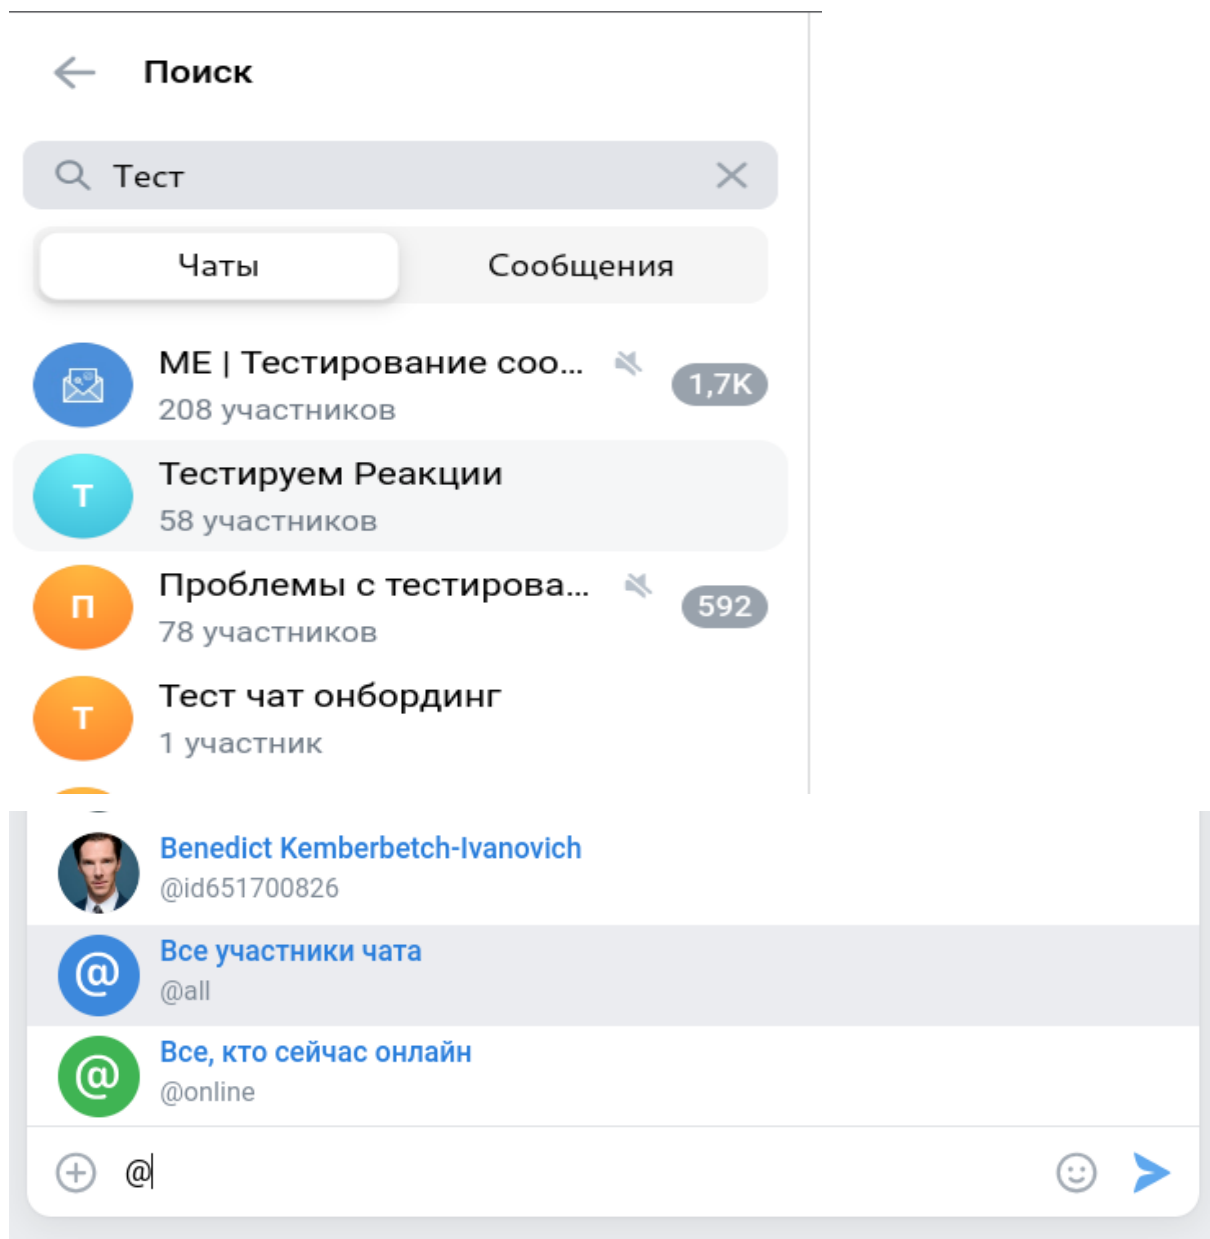 Поиск
Тест
Чаты Сообщения
ME | Тестирование соо...
1,7K
208 участников
Т
Тестируем Реакции
58 участников
П
Проблемы с тестирова...
592
78 участников
Т
Тест чат онбординг
1 участник
Benedict Kemberbetch-Ivanovich
@id651700826
@
Все участники чата
@all
@
Все, кто сейчас онлайн
@online
@